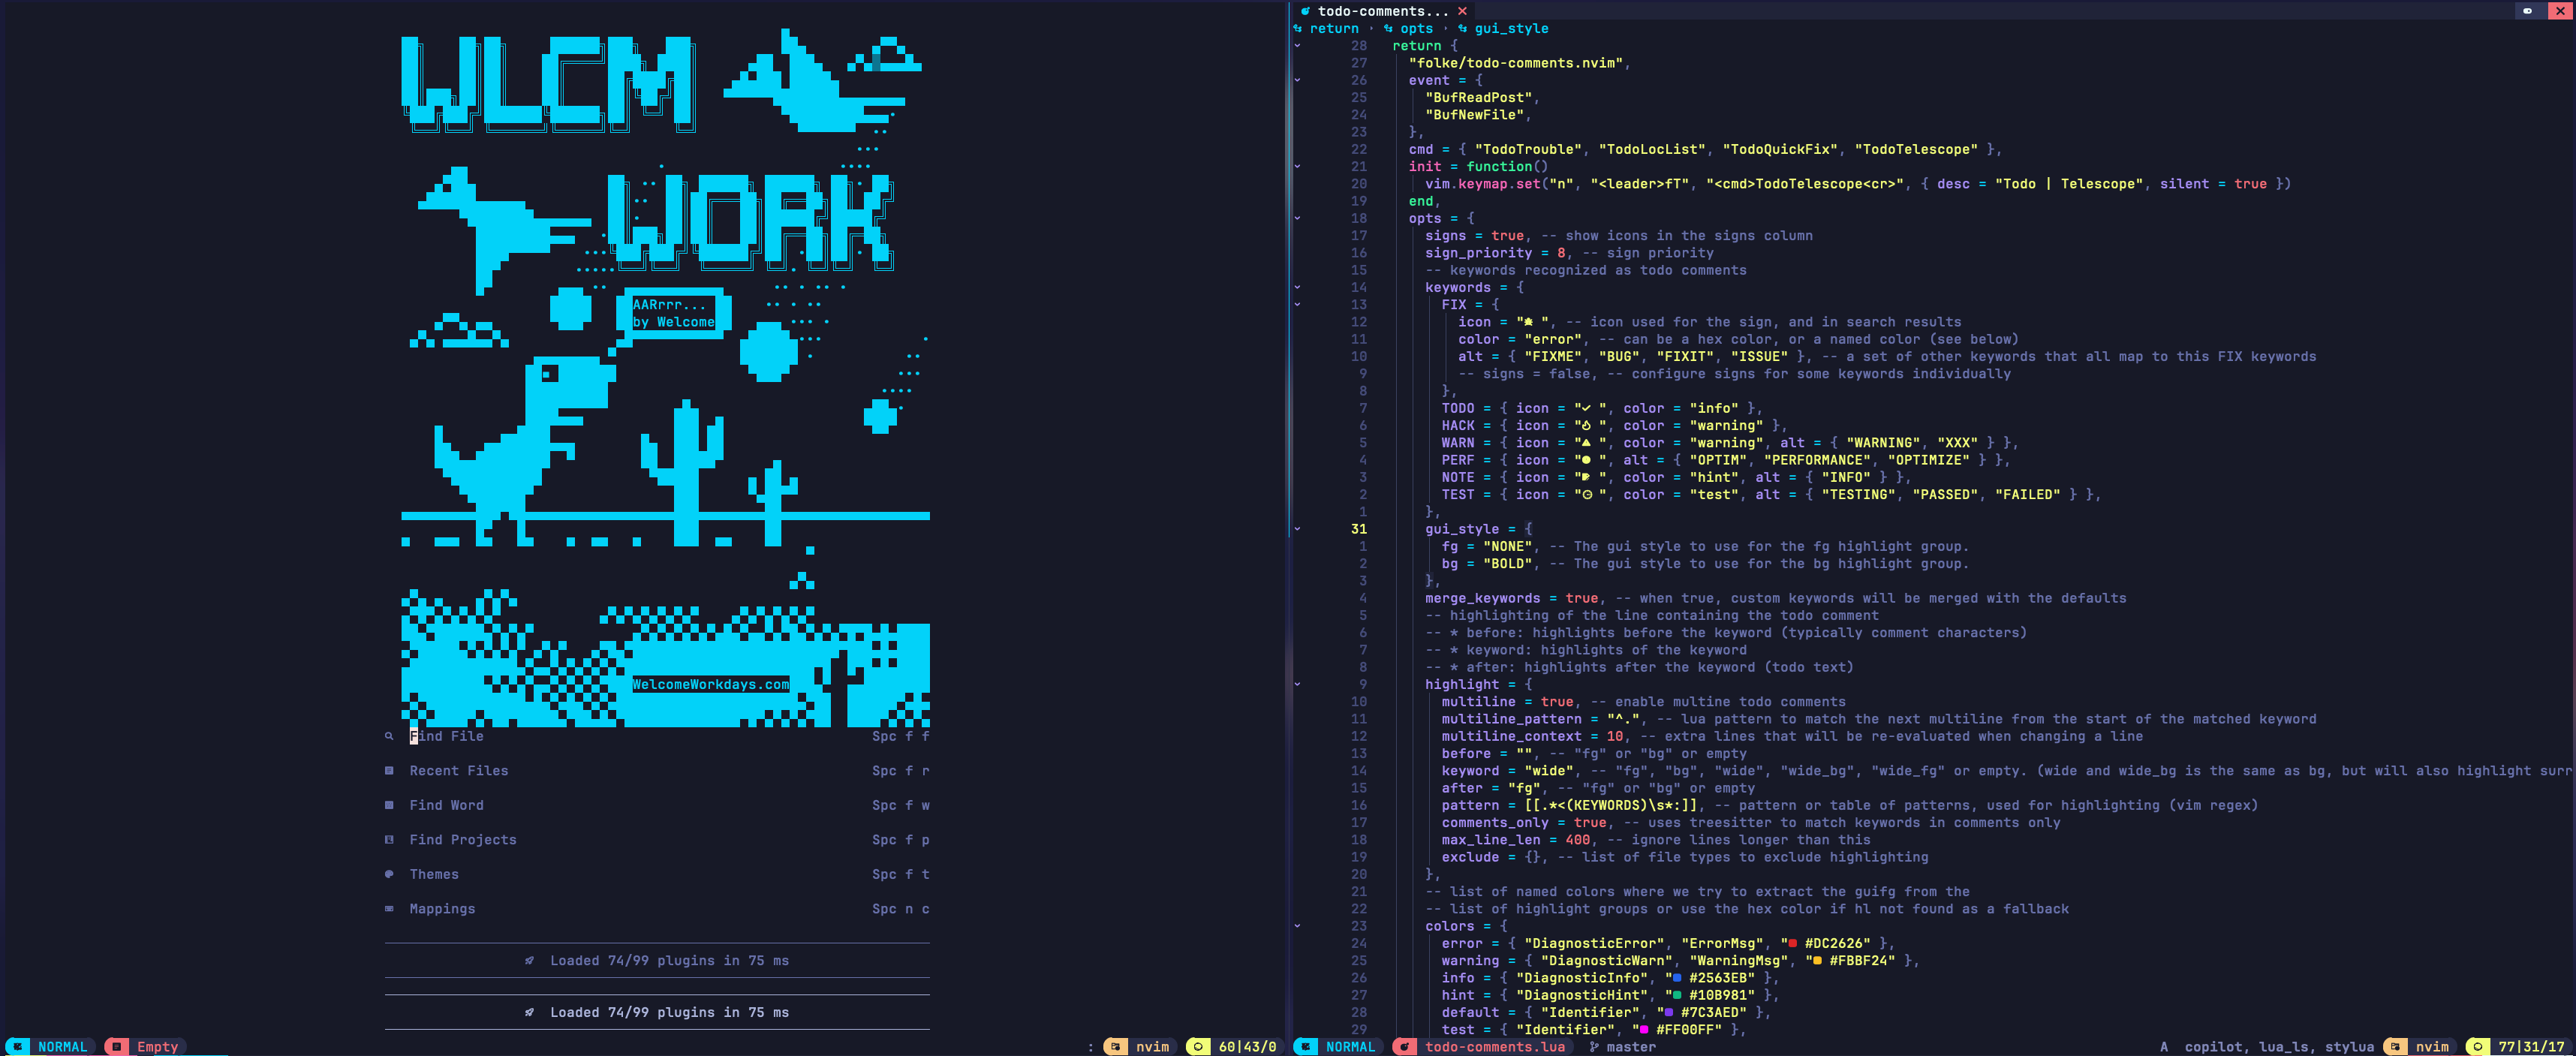 WLCM
WORK
AARrrr...
by Welcome
WelcomeWorkdays.com
Find File Spc f f
Recent Files Spc f r
Find Word Spc f w
Find Projects Spc f p
Themes Spc f t
Mappings Spc n c
Loaded 74/99 plugins in 75 ms
Loaded 74/99 plugins in 75 ms
NORMAL Empty : nvim 60|43/0
todo-comments...
return › opts › gui_style
28 return {
27 "folke/todo-comments.nvim",
26 event = {
25 "BufReadPost",
24 "BufNewFile",
23 },
22 cmd = { "TodoTrouble", "TodoLocList", "TodoQuickFix", "TodoTelescope" },
21 init = function()
20 vim.keymap.set("n", "<leader>fT", "<cmd>TodoTelescope<cr>", { desc = "Todo | Telescope", silent = true })
19 end,
18 opts = {
17 signs = true, -- show icons in the signs column
16 sign_priority = 8, -- sign priority
15 -- keywords recognized as todo comments
14 keywords = {
13 FIX = {
12 icon = " ", -- icon used for the sign, and in search results
11 color = "error", -- can be a hex color, or a named color (see below)
10 alt = { "FIXME", "BUG", "FIXIT", "ISSUE" }, -- a set of other keywords that all map to this FIX keywords
9 -- signs = false, -- configure signs for some keywords individually
8 },
7 TODO = { icon = "✓ ", color = "info" },
6 HACK = { icon = " ", color = "warning" },
5 WARN = { icon = "▲ ", color = "warning", alt = { "WARNING", "XXX" } },
4 PERF = { icon = "● ", alt = { "OPTIM", "PERFORMANCE", "OPTIMIZE" } },
3 NOTE = { icon = " ", color = "hint", alt = { "INFO" } },
2 TEST = { icon = " ", color = "test", alt = { "TESTING", "PASSED", "FAILED" } },
1 },
31 gui_style = {
1 fg = "NONE", -- The gui style to use for the fg highlight group.
2 bg = "BOLD", -- The gui style to use for the bg highlight group.
3 },
4 merge_keywords = true, -- when true, custom keywords will be merged with the defaults
5 -- highlighting of the line containing the todo comment
6 -- * before: highlights before the keyword (typically comment characters)
7 -- * keyword: highlights of the keyword
8 -- * after: highlights after the keyword (todo text)
9 highlight = {
10 multiline = true, -- enable multine todo comments
11 multiline_pattern = "^.", -- lua pattern to match the next multiline from the start of the matched keyword
12 multiline_context = 10, -- extra lines that will be re-evaluated when changing a line
13 before = "", -- "fg" or "bg" or empty
14 keyword = "wide", -- "fg", "bg", "wide", "wide_bg", "wide_fg" or empty. (wide and wide_bg is the same as bg, but will also highlight surr
15 after = "fg", -- "fg" or "bg" or empty
16 pattern = [[.*<(KEYWORDS)\s*:]], -- pattern or table of patterns, used for highlighting (vim regex)
17 comments_only = true, -- uses treesitter to match keywords in comments only
18 max_line_len = 400, -- ignore lines longer than this
19 exclude = {}, -- list of file types to exclude highlighting
20 },
21 -- list of named colors where we try to extract the guifg from the
22 -- list of highlight groups or use the hex color if hl not found as a fallback
23 colors = {
24 error = { "DiagnosticError", "ErrorMsg", "#DC2626" },
25 warning = { "DiagnosticWarn", "WarningMsg", "#FBBF24" },
26 info = { "DiagnosticInfo", "#2563EB" },
27 hint = { "DiagnosticHint", "#10B981" },
28 default = { "Identifier", "#7C3AED" },
29 test = { "Identifier", "#FF00FF" },
NORMAL todo-comments.lua master A copilot, lua_ls, stylua nvim 77|31/17